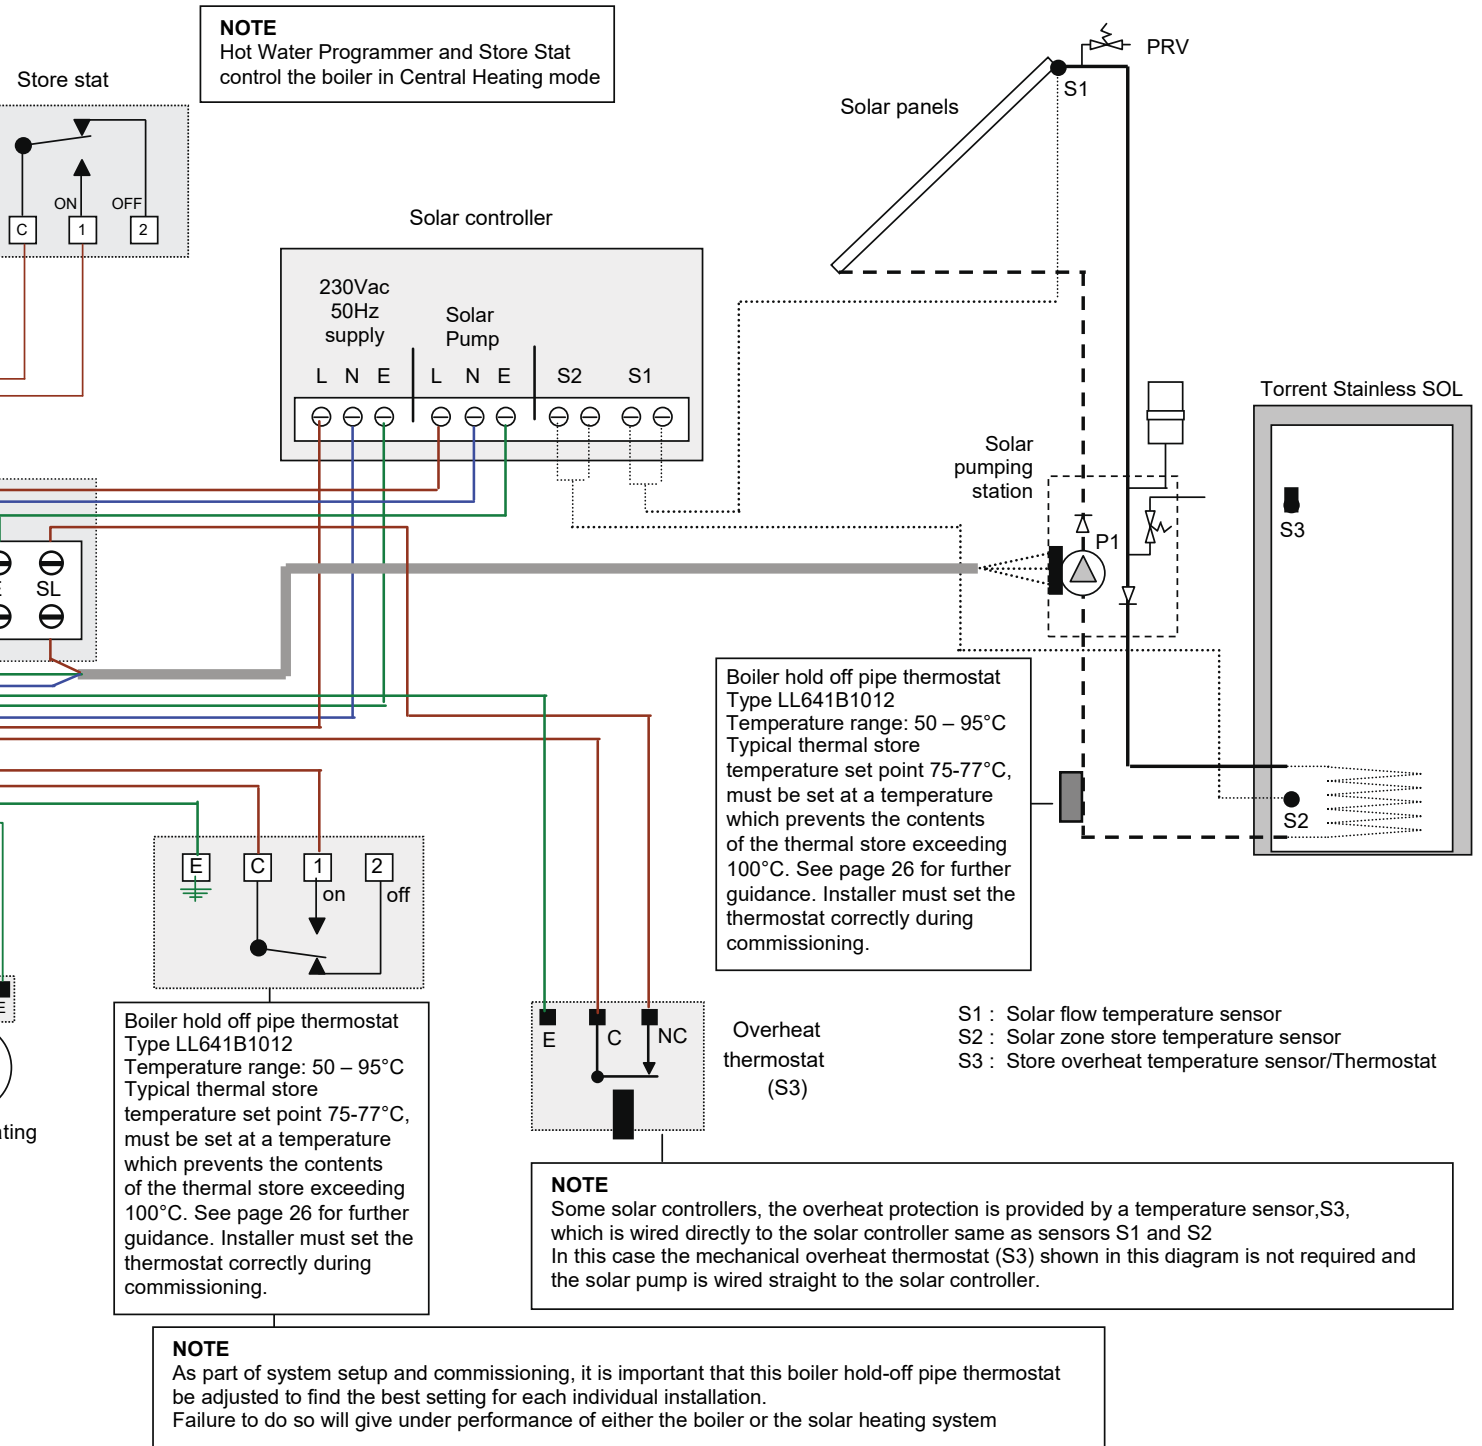 NOTE
Hot Water Programmer and Store Stat
control the boiler in Central Heating mode
Store stat
ON
OFF
C
1
2
PRV
S1
Solar panels
Solar controller
230Vac
50Hz
supply
Solar
Pump
L N E
L N E
S2
S1
Torrent Stainless SOL
Solar
pumping
station
P1
S3
S2
E
SL
Boiler hold off pipe thermostat
Type LL641B1012
Temperature range: 50 – 95°C
Typical thermal store
temperature set point 75-77°C,
must be set at a temperature
which prevents the contents
of the thermal store exceeding
100°C. See page 26 for further
guidance. Installer must set the
thermostat correctly during
commissioning.
E
C
1
2
on
off
E
Boiler hold off pipe thermostat
Type LL641B1012
Temperature range: 50 – 95°C
Typical thermal store
temperature set point 75-77°C,
must be set at a temperature
which prevents the contents
of the thermal store exceeding
100°C. See page 26 for further
guidance. Installer must set the
thermostat correctly during
commissioning.
ating
E
C
NC
Overheat
thermostat
(S3)
S1 : Solar flow temperature sensor
S2 : Solar zone store temperature sensor
S3 : Store overheat temperature sensor/Thermostat
NOTE
Some solar controllers, the overheat protection is provided by a temperature sensor,S3,
which is wired directly to the solar controller same as sensors S1 and S2
In this case the mechanical overheat thermostat (S3) shown in this diagram is not required and
the solar pump is wired straight to the solar controller.
NOTE
As part of system setup and commissioning, it is important that this boiler hold-off pipe thermostat
be adjusted to find the best setting for each individual installation.
Failure to do so will give under performance of either the boiler or the solar heating system